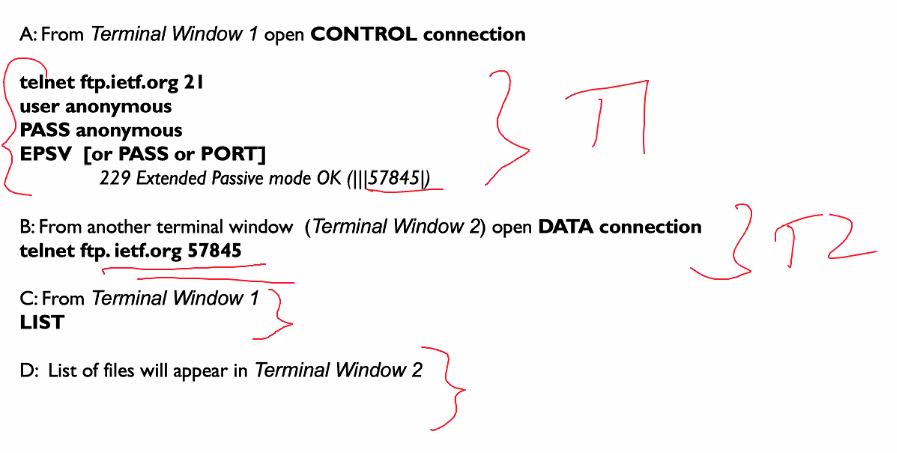 A: From Terminal Window 1 open CONTROL connection
telnet ftp.ietf.org 21
user anonymous
PASS anonymous
EPSV [or PASS or PORT]
229 Extended Passive mode OK (|||57845|)
T1
B: From another terminal window (Terminal Window 2) open DATA connection
telnet ftp. ietf.org 57845
T2
C: From Terminal Window 1
LIST
D: List of files will appear in Terminal Window 2